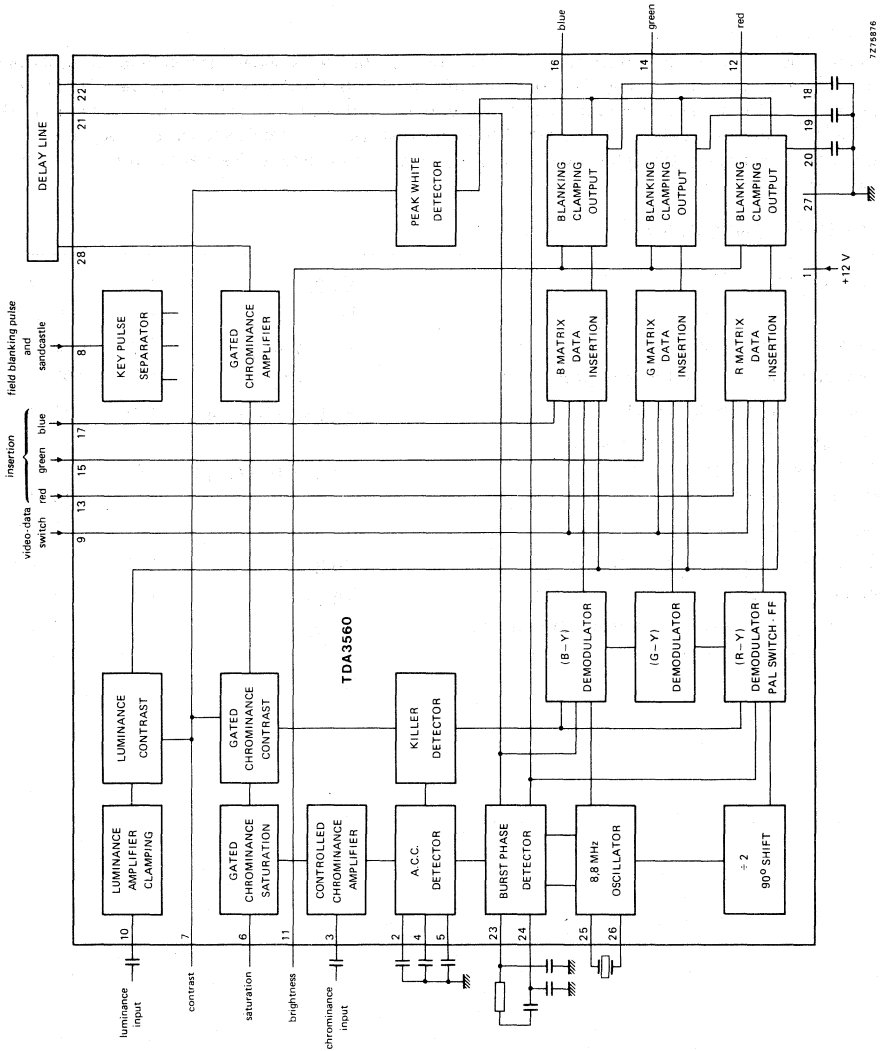 DELAY LINE
field blanking pulse
and
sandcastle
insertion
video-data
switch
red
green
blue
9
13
15
17
8
28
21
22
KEY PULSE
SEPARATOR
GATED
CHROMINANCE
AMPLIFIER
PEAK WHITE
DETECTOR
LUMINANCE
AMPLIFIER
CLAMPING
LUMINANCE
CONTRAST
GATED
CHROMINANCE
SATURATION
GATED
CHROMINANCE
CONTRAST
CONTROLLED
CHROMINANCE
AMPLIFIER
TDA3560
A.C.C.
DETECTOR
KILLER
DETECTOR
BURST PHASE
DETECTOR
8,8 MHz
OSCILLATOR
÷ 2
90° SHIFT
(B–Y)
DEMODULATOR
(G–Y)
DEMODULATOR
(R–Y)
DEMODULATOR
PAL SWITCH - FF
B MATRIX
DATA
INSERTION
G MATRIX
DATA
INSERTION
R MATRIX
DATA
INSERTION
BLANKING
CLAMPING
OUTPUT
BLANKING
CLAMPING
OUTPUT
BLANKING
CLAMPING
OUTPUT
16
blue
14
green
12
red
18
19
20
27
1
+12 V
10
luminance
input
7
contrast
6
saturation
11
brightness
3
chrominance
input
2
4
5
23
24
25
26
7Z75876